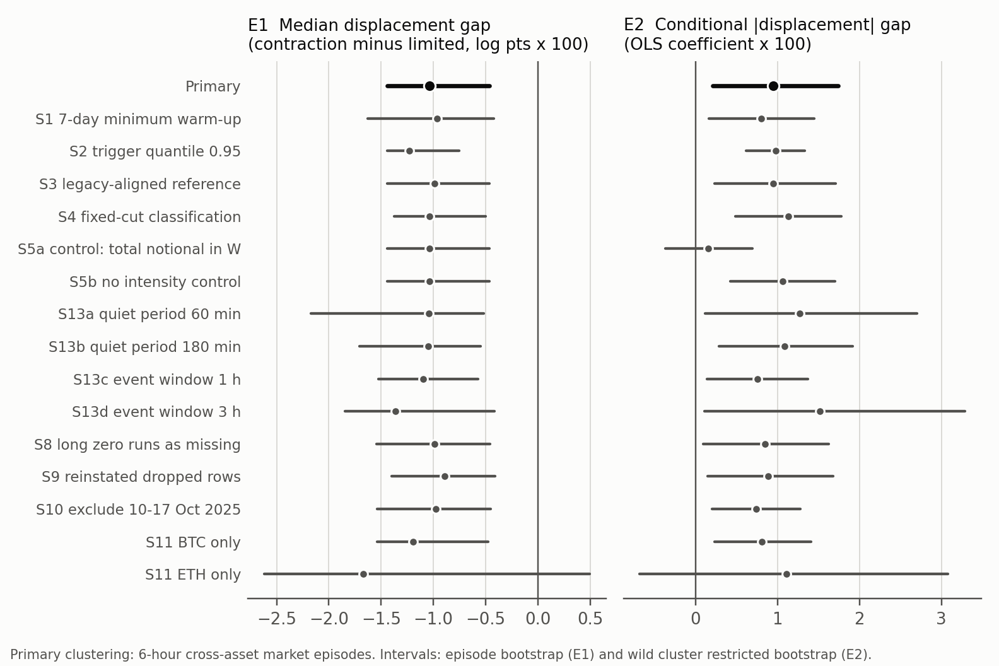 E1  Median displacement gap
(contraction minus limited, log pts x 100)
E2  Conditional |displacement| gap
(OLS coefficient x 100)
Primary
S1 7-day minimum warm-up
S2 trigger quantile 0.95
S3 legacy-aligned reference
S4 fixed-cut classification
S5a control: total notional in W
S5b no intensity control
S13a quiet period 60 min
S13b quiet period 180 min
S13c event window 1 h
S13d event window 3 h
S8 long zero runs as missing
S9 reinstated dropped rows
S10 exclude 10-17 Oct 2025
S11 BTC only
S11 ETH only
−2.5 −2.0 −1.5 −1.0 −0.5 0.0 0.5
0 1 2 3
Primary clustering: 6-hour cross-asset market episodes. Intervals: episode bootstrap (E1) and wild cluster restricted bootstrap (E2).